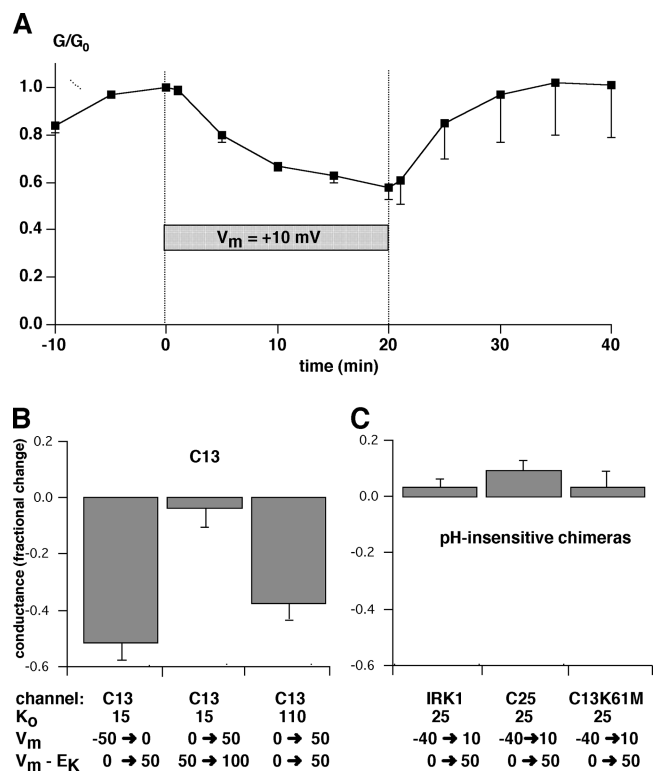 A
G/G0
1.0
0.8
0.6
0.4
0.2
0.0
Vm = +10 mV
-10 0 10 20 30 40
time (min)
B
C
conductance (fractional change)
0.2
0.0
-0.2
-0.4
-0.6
C13
0.2
0.0
-0.2
-0.4
-0.6
pH-insensitive chimeras
channel: C13 C13 C13
Ko 15 15 110
Vm -50 ➔ 0 0 ➔ 50 0 ➔ 50
Vm - EK 0 ➔ 50 50 ➔ 100 0 ➔ 50
IRK1 C25 C13K61M
25 25 25
-40 ➔ 10 -40 ➔ 10 -40 ➔ 10
0 ➔ 50 0 ➔ 50 0 ➔ 50